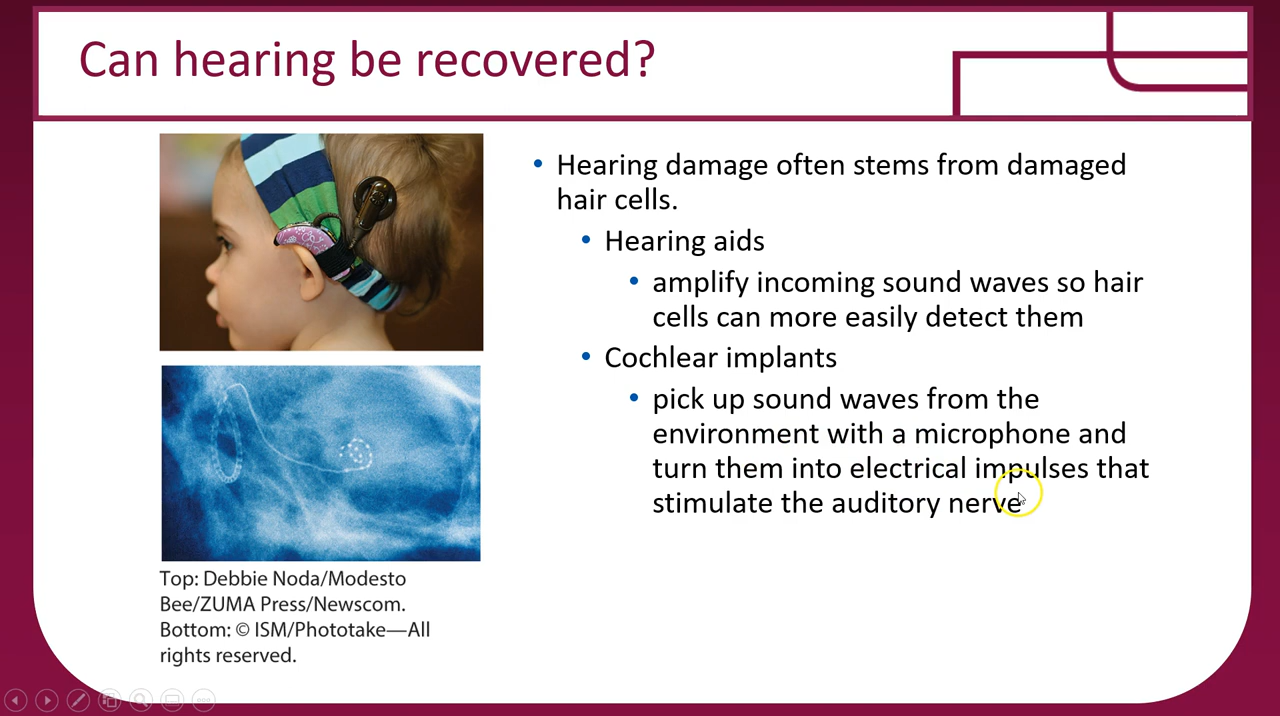 Can hearing be recovered?
• Hearing damage often stems from damaged
hair cells.
• Hearing aids
• amplify incoming sound waves so hair
cells can more easily detect them
• Cochlear implants
• pick up sound waves from the
environment with a microphone and
turn them into electrical impulses that
stimulate the auditory nerve
Top: Debbie Noda/Modesto
Bee/ZUMA Press/Newscom.
Bottom: © ISM/Phototake—All
rights reserved.